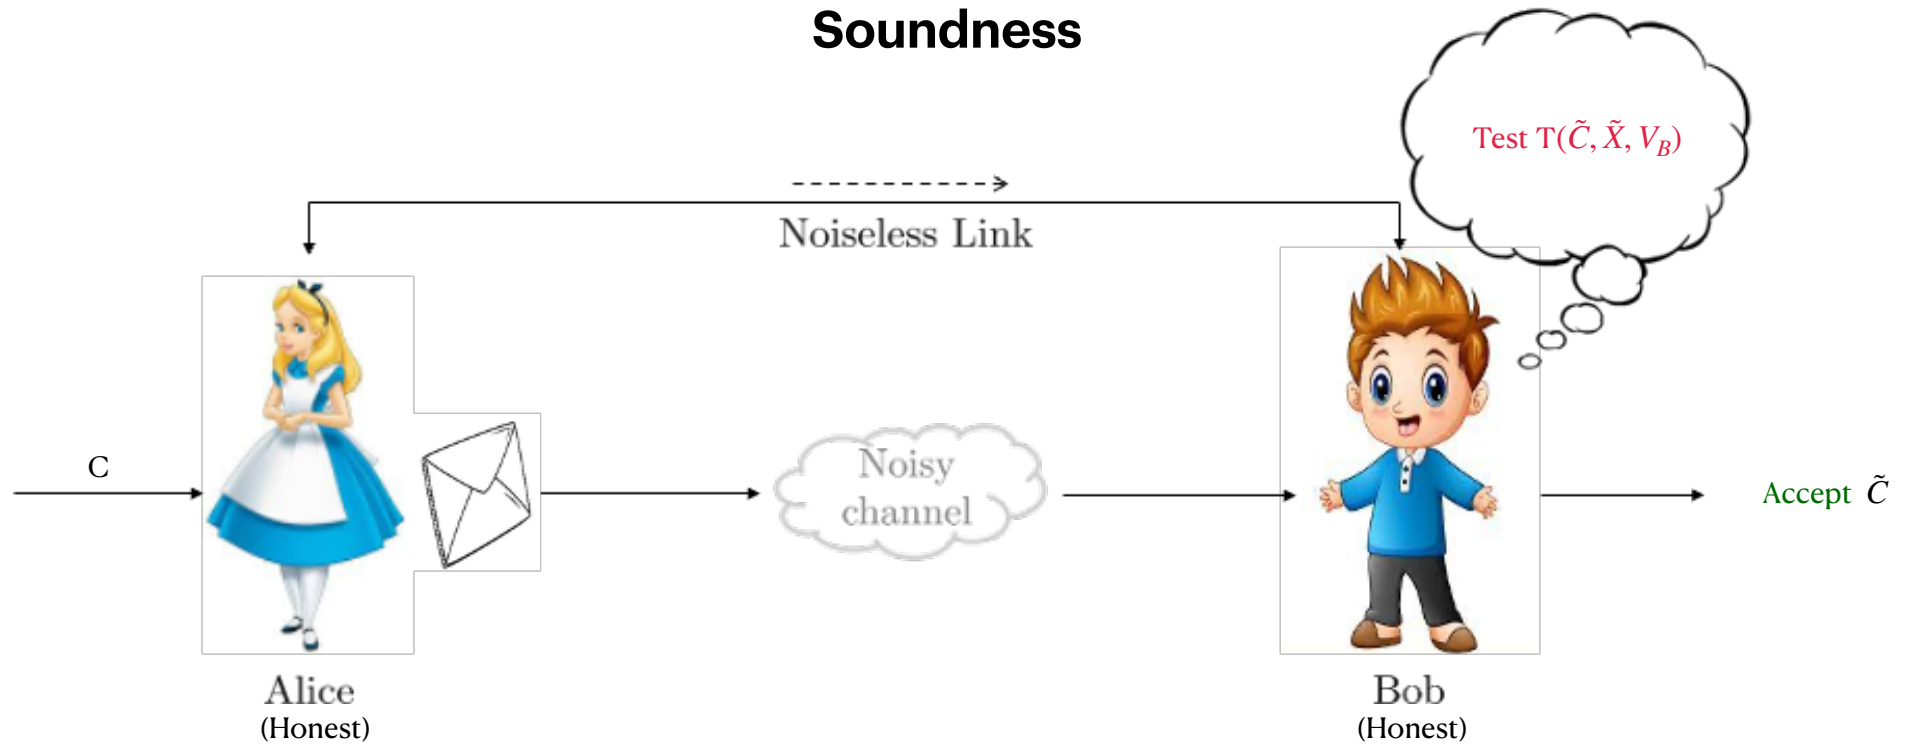 Soundness
Test T(C̃, X̃, V_B)
Noiseless Link
C
Noisy
channel
Accept C̃
Alice
(Honest)
Bob
(Honest)